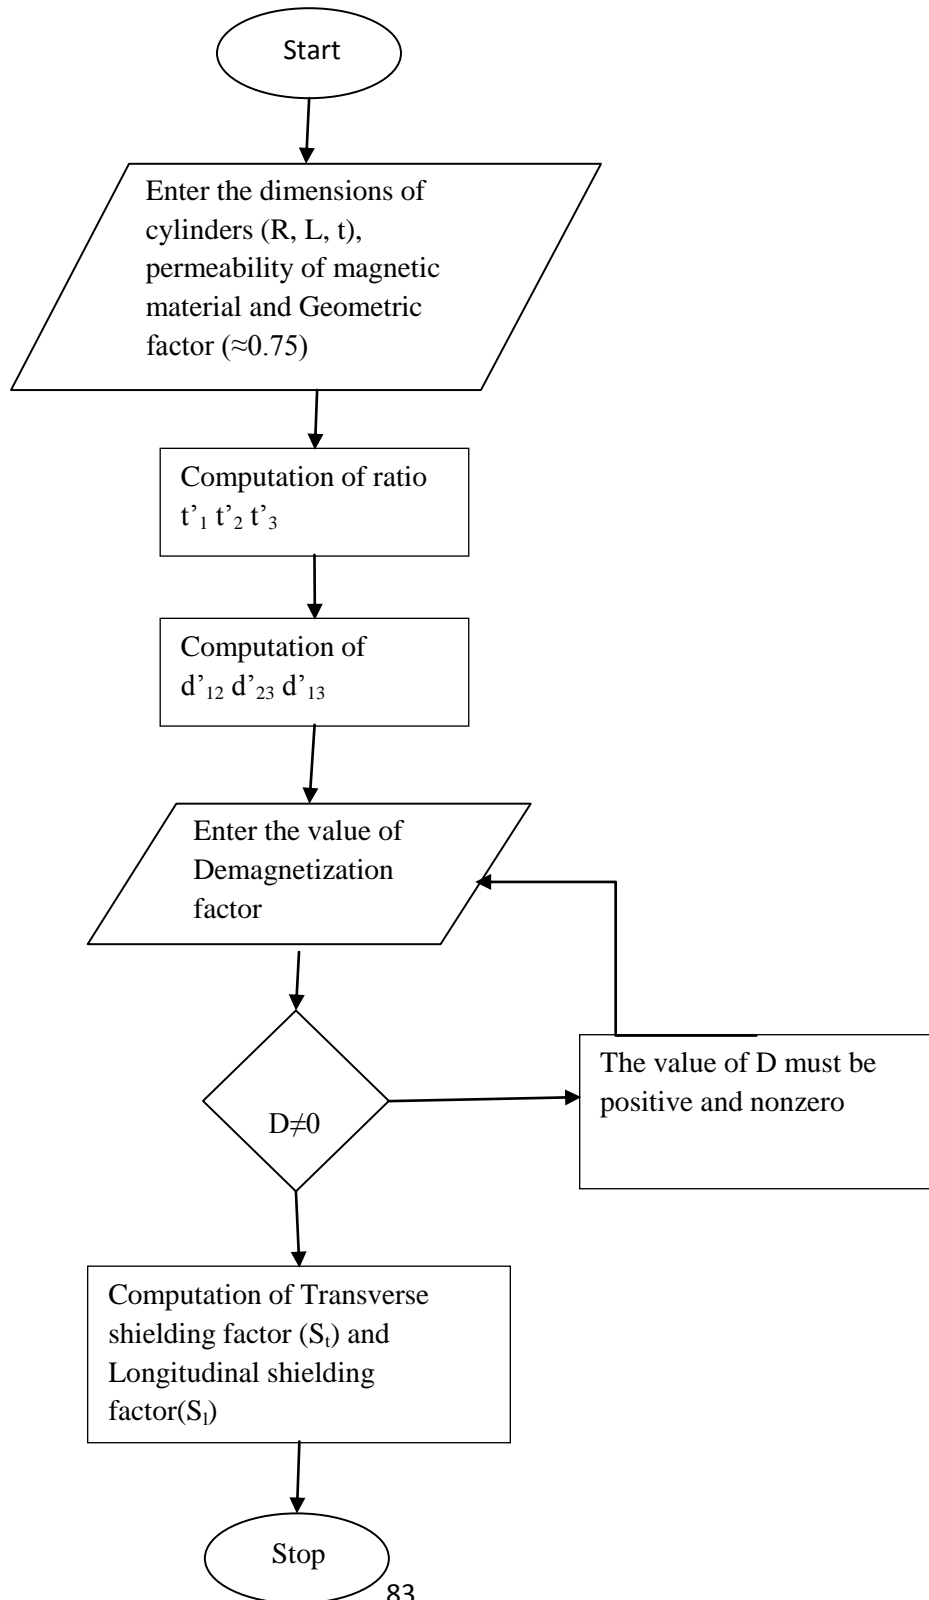 Start
Enter the dimensions of
cylinders (R, L, t),
permeability of magnetic
material and Geometric
factor (≈0.75)
Computation of ratio
t’₁ t’₂ t’₃
Computation of
d’₁₂ d’₂₃ d’₁₃
Enter the value of
Demagnetization
factor
D≠0
The value of D must be
positive and nonzero
Computation of Transverse
shielding factor (Sₜ) and
Longitudinal shielding
factor(Sₗ)
Stop
83